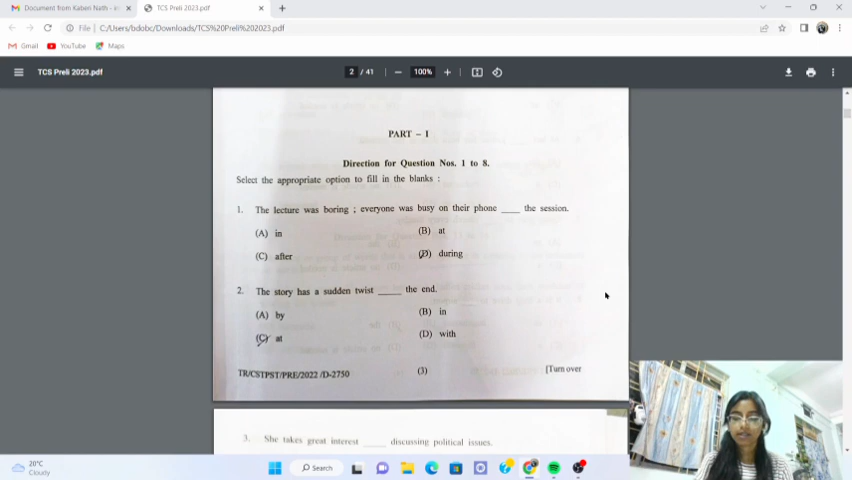 Document from Kaben Nath -
TCS Preli 2023.pdf
File | C:/Users/bdobc/Downloads/TCS%20Preli%202023.pdf
Gmail YouTube Maps
TCS Preli 2023.pdf 2 / 41 100%
PART – I
Direction for Question Nos. 1 to 8.
Select the appropriate option to fill in the blanks :
1. The lecture was boring ; everyone was busy on their phone ____ the session.
(A) in (B) at
(C) after (D) during
2. The story has a sudden twist ____ the end.
(A) by (B) in
(C) at (D) with
TR/CSTPST/PRE/2022 /D-2750 (3) [Turn over
3. She takes great interest ____ discussing political issues.
20°C
Cloudy
Search